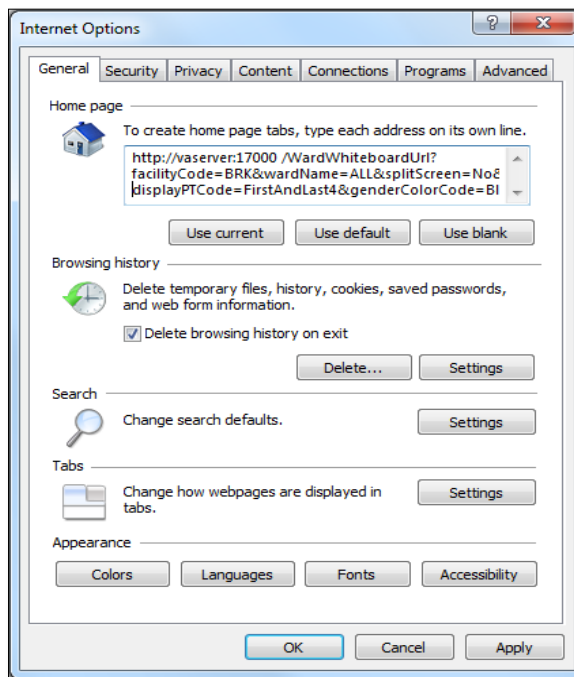 Internet Options
General Security Privacy Content Connections Programs Advanced
Home page
To create home page tabs, type each address on its own line.
http://vaserver:17000 /WardWhiteboardUrl?
facilityCode=BRK&wardName=ALL&splitScreen=No&
displayPTCode=FirstAndLast4&genderColorCode=Bl
Use current Use default Use blank
Browsing history
Delete temporary files, history, cookies, saved passwords,
and web form information.
Delete browsing history on exit
Delete... Settings
Search
Change search defaults. Settings
Tabs
Change how webpages are displayed in
tabs.
Settings
Appearance
Colors Languages Fonts Accessibility
OK Cancel Apply